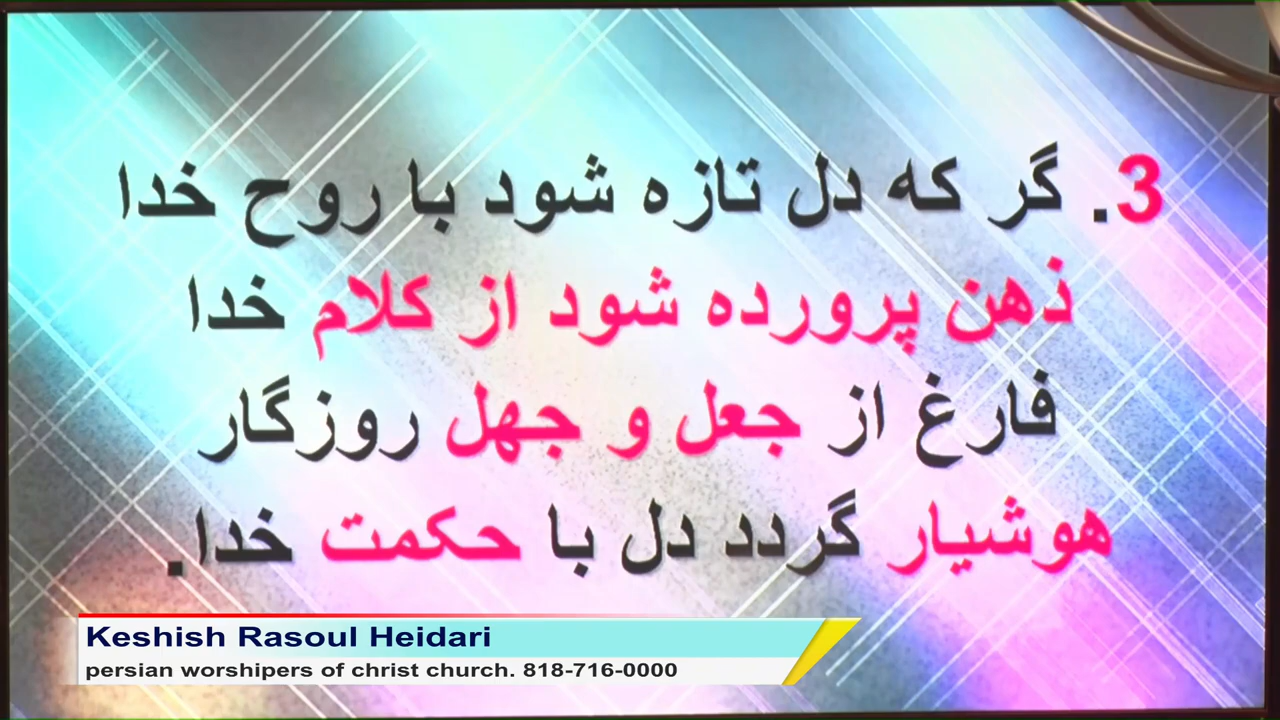 3. گر که دل تازه شود با روح خدا
ذهن پرورده شود از کلام خدا
فارغ از جعل و جهل روزگار
هوشیار گردد دل با حکمت خدا.
Keshish Rasoul Heidari
persian worshipers of christ church. 818-716-0000